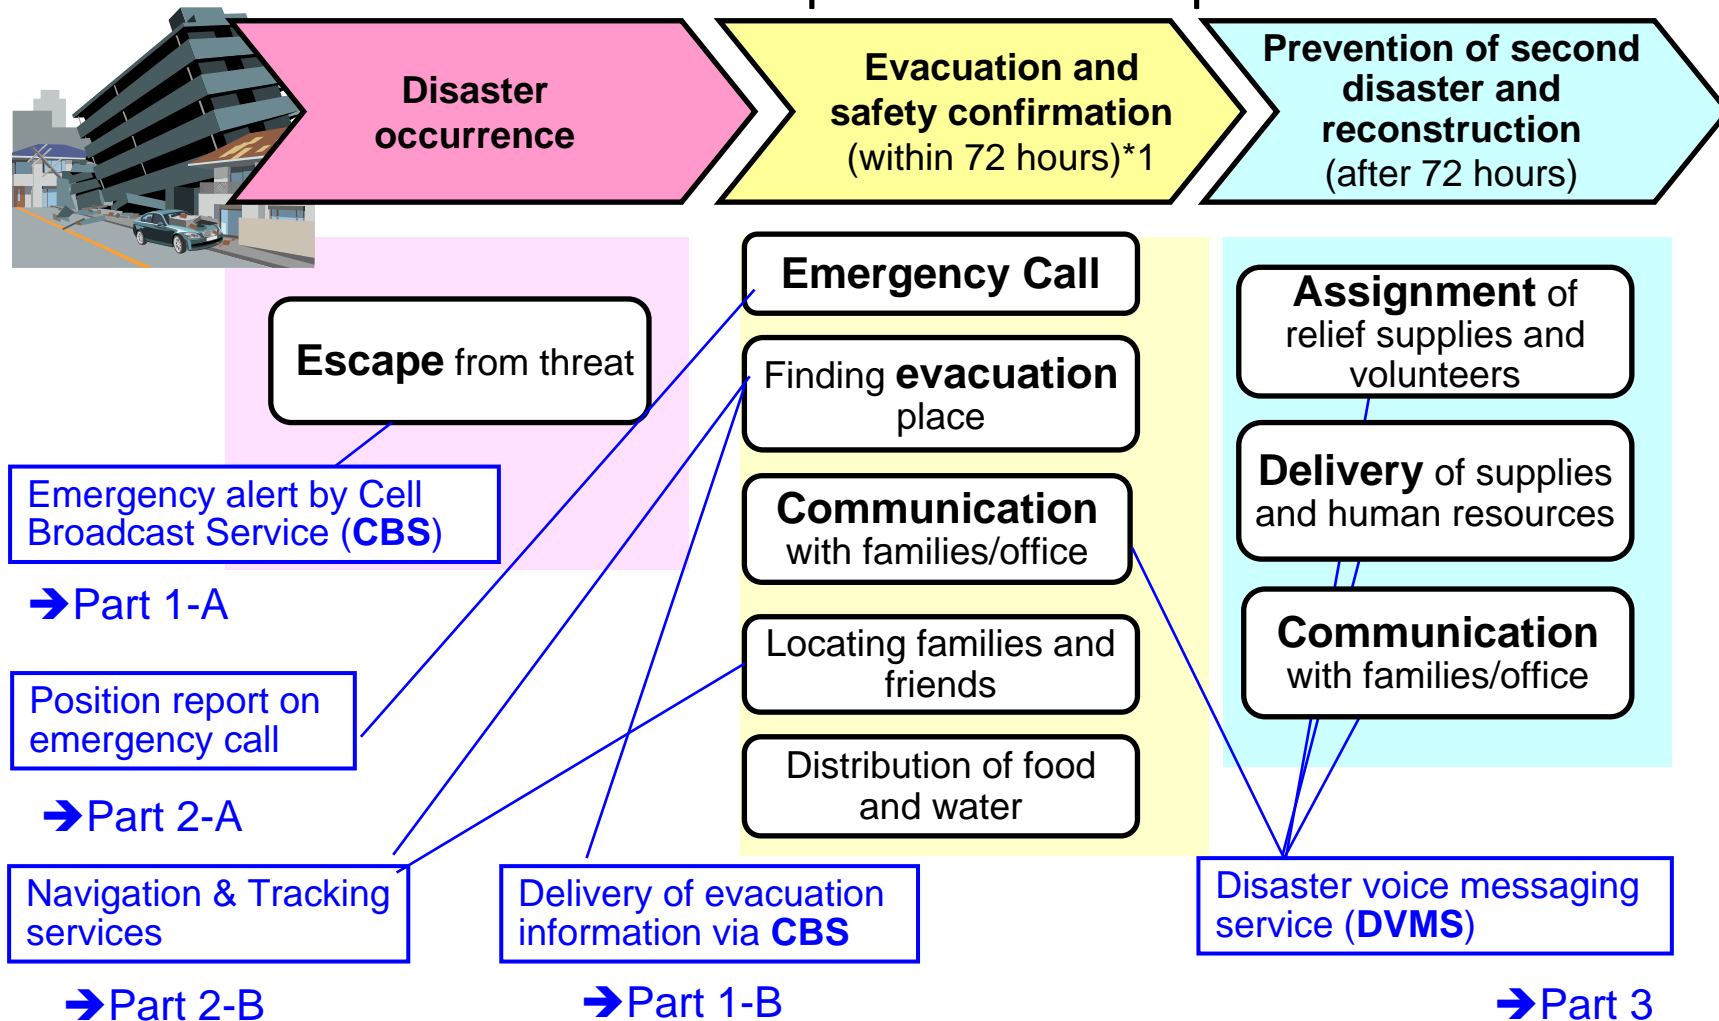 Disaster
occurrence
Evacuation and
safety confirmation
(within 72 hours)*1
Prevention of second
disaster and
reconstruction
(after 72 hours)
Escape from threat
Emergency Call
Finding evacuation
place
Communication
with families/office
Locating families and
friends
Distribution of food
and water
Assignment of
relief supplies and
volunteers
Delivery of supplies
and human resources
Communication
with families/office
Emergency alert by Cell
Broadcast Service (CBS)
➔Part 1-A
Position report on
emergency call
➔Part 2-A
Navigation & Tracking
services
➔Part 2-B
Delivery of evacuation
information via CBS
➔Part 1-B
Disaster voice messaging
service (DVMS)
➔Part 3